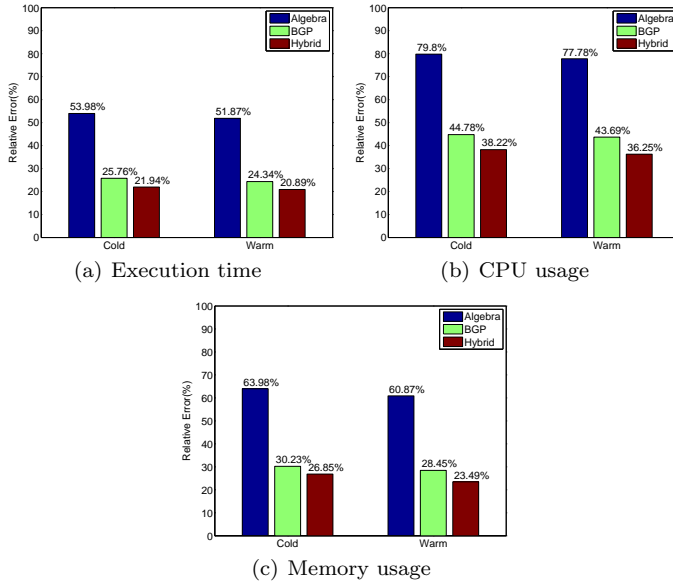 100
90
80
70
60
50
40
30
20
10
0
Relative Error(%)
Algebra
BGP
Hybrid
53.98%
25.76%
21.94%
51.87%
24.34%
20.89%
Cold
Warm
(a) Execution time
100
90
80
70
60
50
40
30
20
10
0
Relative Error(%)
Algebra
BGP
Hybrid
79.8%
44.78%
38.22%
77.78%
43.69%
36.25%
Cold
Warm
(b) CPU usage
100
90
80
70
60
50
40
30
20
10
0
Relative Error(%)
Algebra
BGP
Hybrid
63.98%
30.23%
26.85%
60.87%
28.45%
23.49%
Cold
Warm
(c) Memory usage